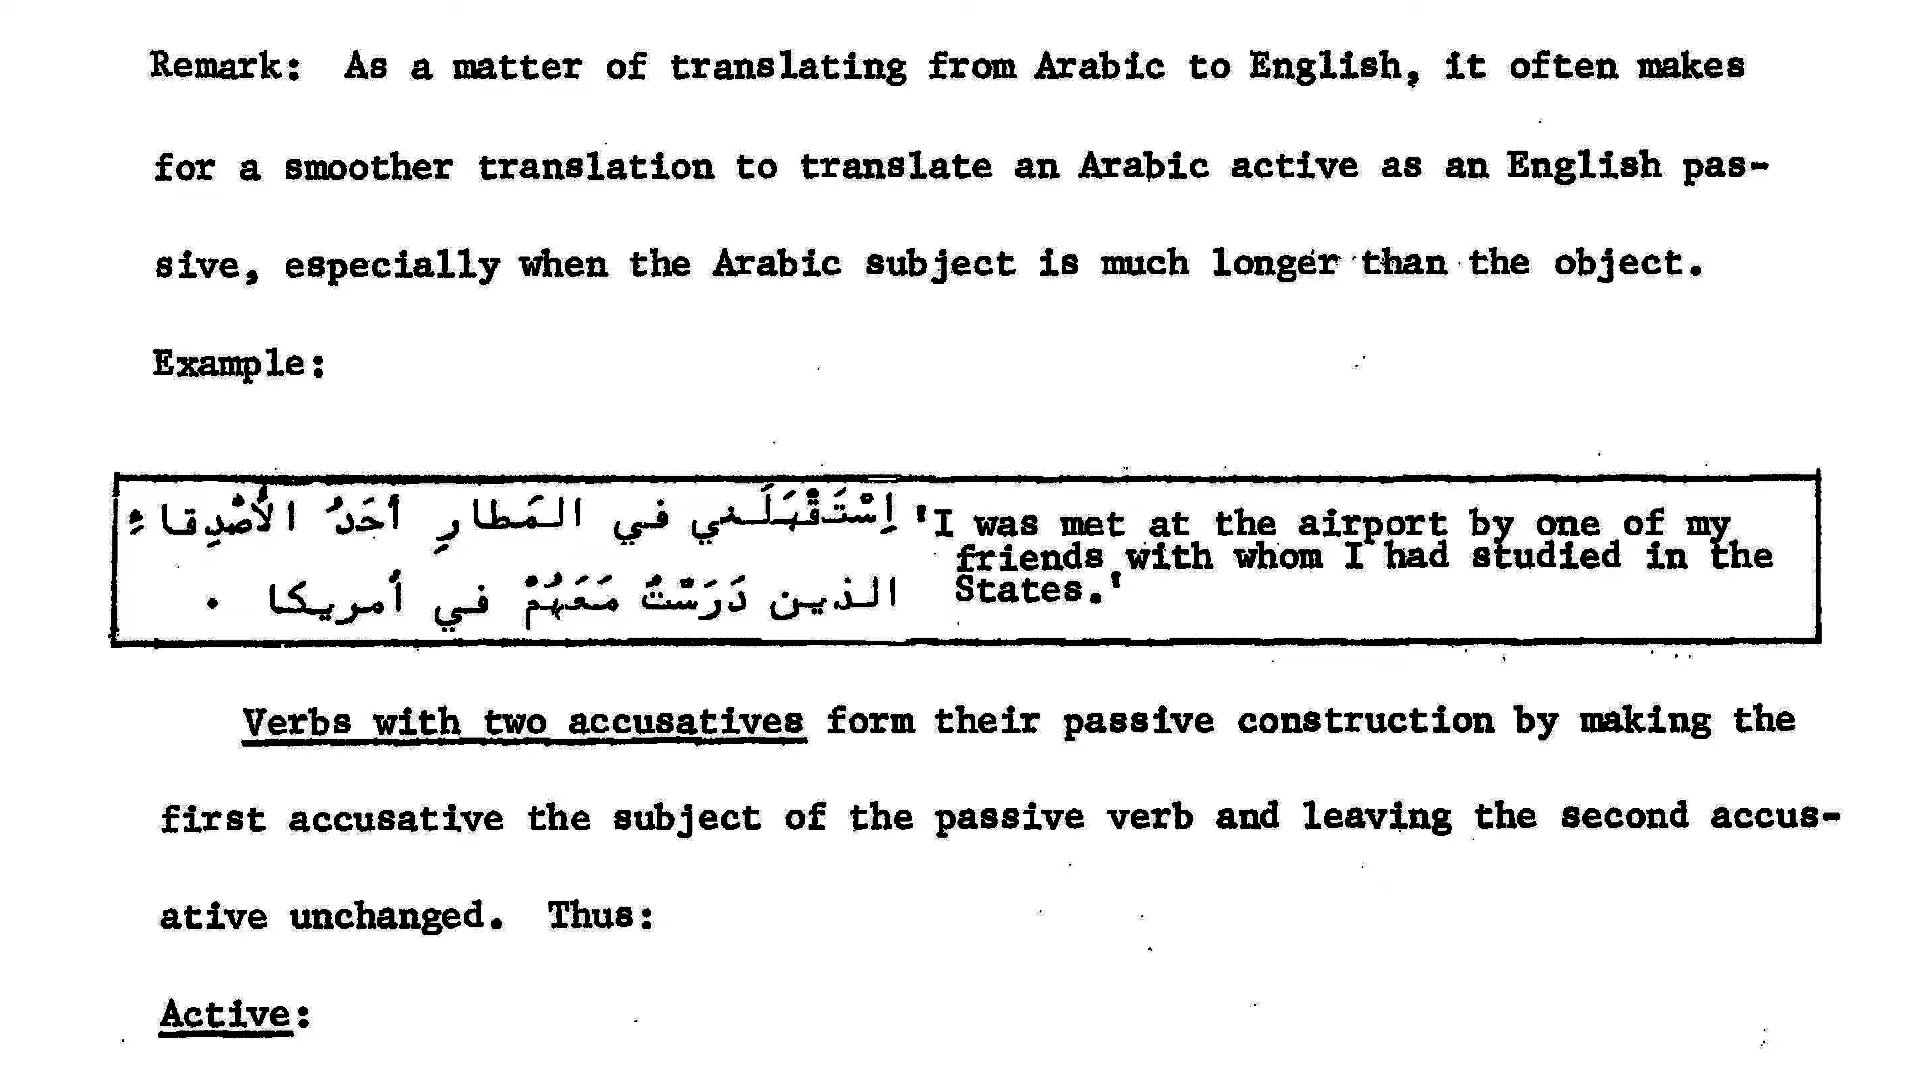 Remark: As a matter of translating from Arabic to English, it often makes
for a smoother translation to translate an Arabic active as an English pas-
sive, especially when the Arabic subject is much longer than the object.
Example:
إِسْتَقْبَلَني في المَطارِ أحَدُ الأَصْدِقاءِ
الذين دَرَسْتُ مَعَهُمْ في أمريكا .
'I was met at the airport by one of my
friends with whom I had studied in the
States.'
Verbs with two accusatives form their passive construction by making the
first accusative the subject of the passive verb and leaving the second accus-
ative unchanged. Thus:
Active: